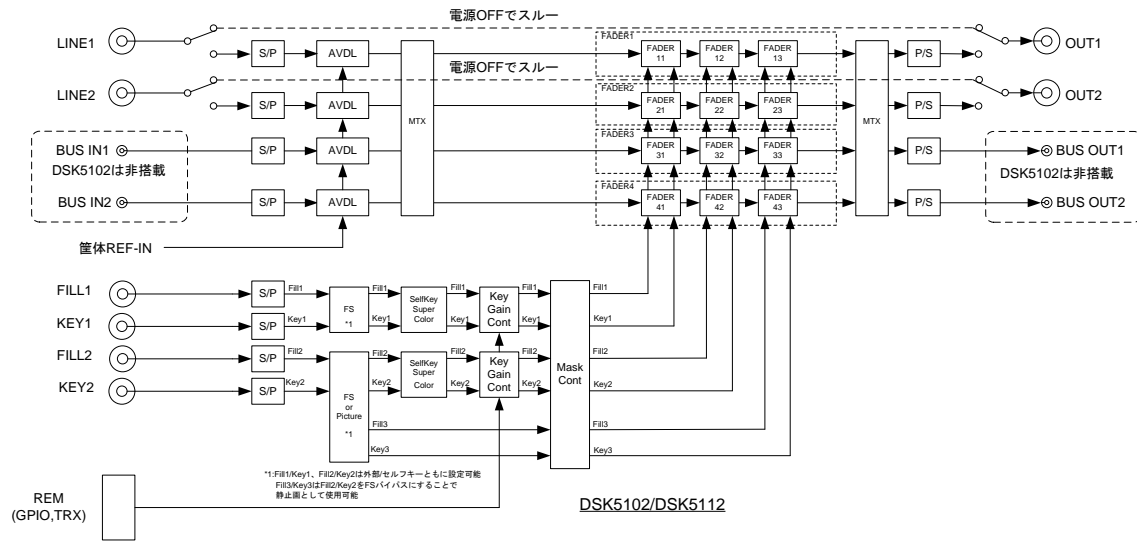 電源OFFでスルー
LINE1
S/P
AVDL
FADER1
FADER 11
FADER 12
FADER 13
P/S
OUT1
電源OFFでスルー
LINE2
S/P
AVDL
MTX
FADER2
FADER 21
FADER 22
FADER 23
MTX
P/S
OUT2
BUS IN1
DSK5102は非搭載
S/P
AVDL
FADER3
FADER 31
FADER 32
FADER 33
P/S
BUS OUT1
DSK5102は非搭載
BUS IN2
S/P
AVDL
FADER4
FADER 41
FADER 42
FADER 43
P/S
BUS OUT2
筐体REF-IN
FILL1
S/P
Fill1
FS
*1
Fill1
SelfKey
Super
Color
Fill1
Key
Gain
Cont
Fill1
Fill1
KEY1
S/P
Key1
Key1
Key1
Key1
Key1
FILL2
S/P
Fill2
Fill2
SelfKey
Super
Color
Fill2
Key
Gain
Cont
Fill2
Mask
Cont
Fill2
KEY2
S/P
Key2
FS
or
Picture
*1
Key2
Key2
Key2
Key2
Fill3
Fill3
Key3
Key3
*1:Fill1/Key1、Fill2/Key2は外部/セルフキーともに設定可能
Fill3/Key3はFill2/Key2をFSバイパスにすることで
静止画として使用可能
REM
(GPIO,TRX)
DSK5102/DSK5112